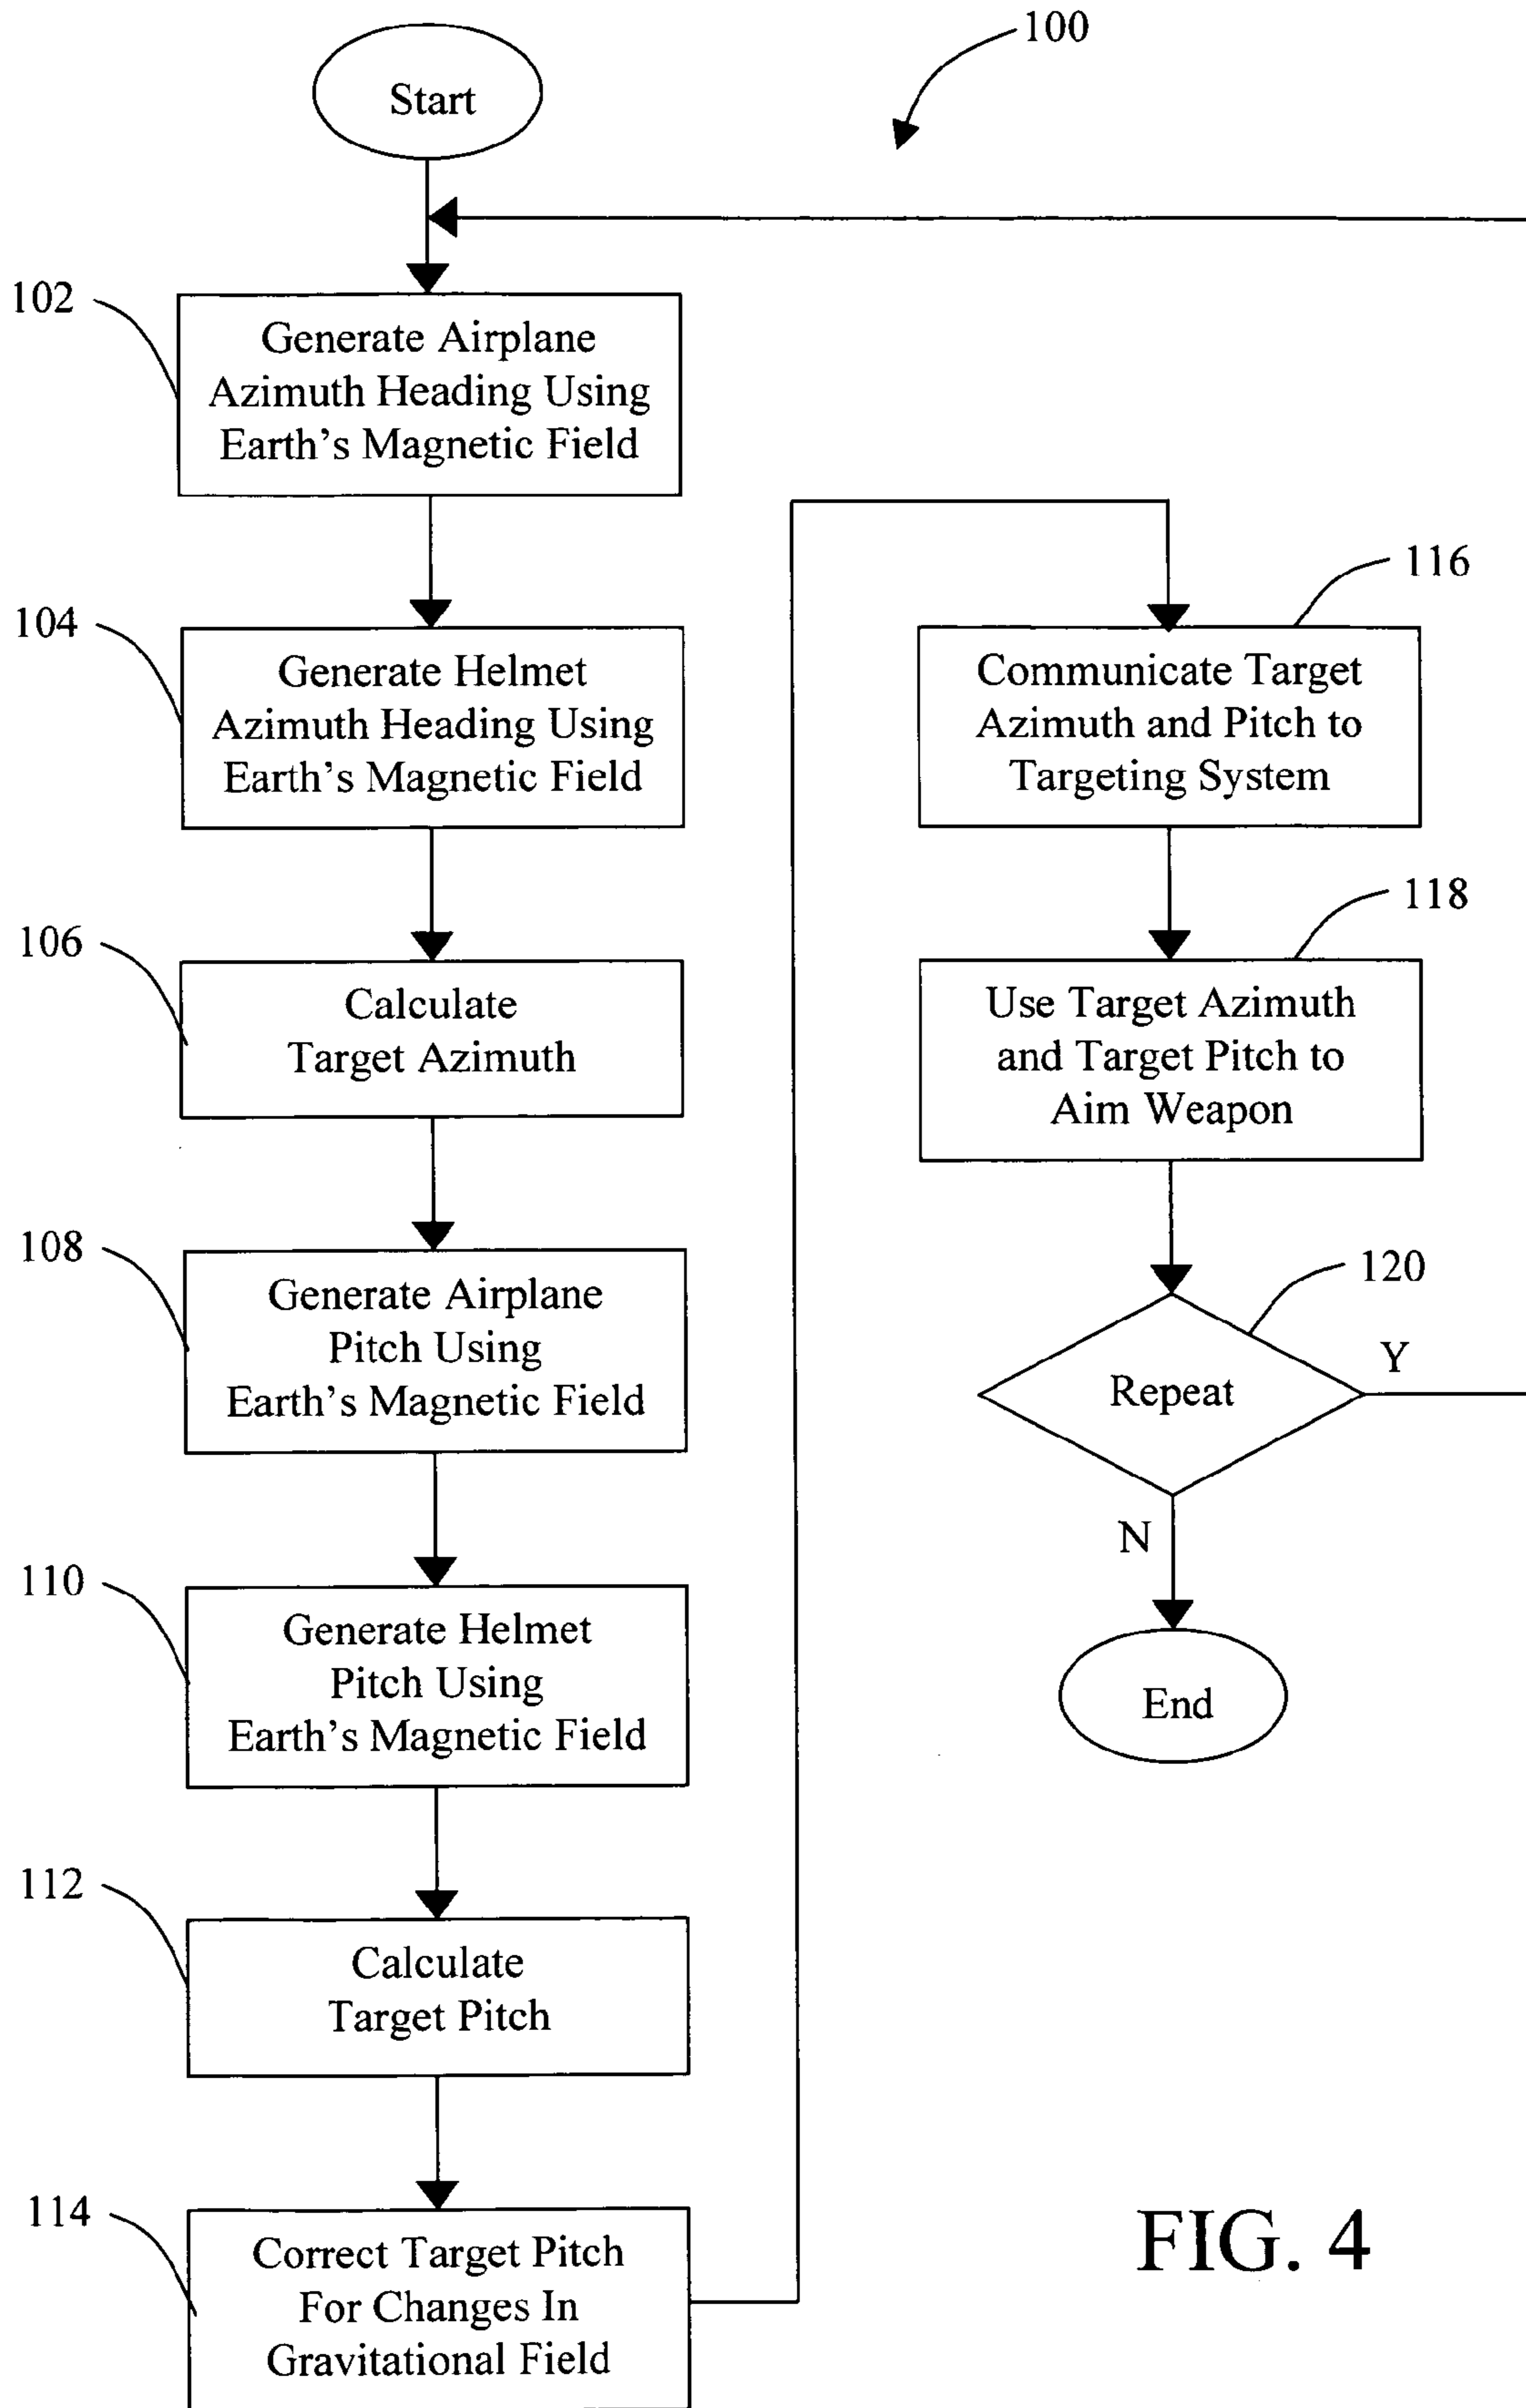 100
Start
102
Generate Airplane
Azimuth Heading Using
Earth's Magnetic Field
104
Generate Helmet
Azimuth Heading Using
Earth's Magnetic Field
106
Calculate
Target Azimuth
108
Generate Airplane
Pitch Using
Earth's Magnetic Field
110
Generate Helmet
Pitch Using
Earth's Magnetic Field
112
Calculate
Target Pitch
114
Correct Target Pitch
For Changes In
Gravitational Field
116
Communicate Target
Azimuth and Pitch to
Targeting System
118
Use Target Azimuth
and Target Pitch to
Aim Weapon
120
Repeat
Y
N
End
FIG. 4